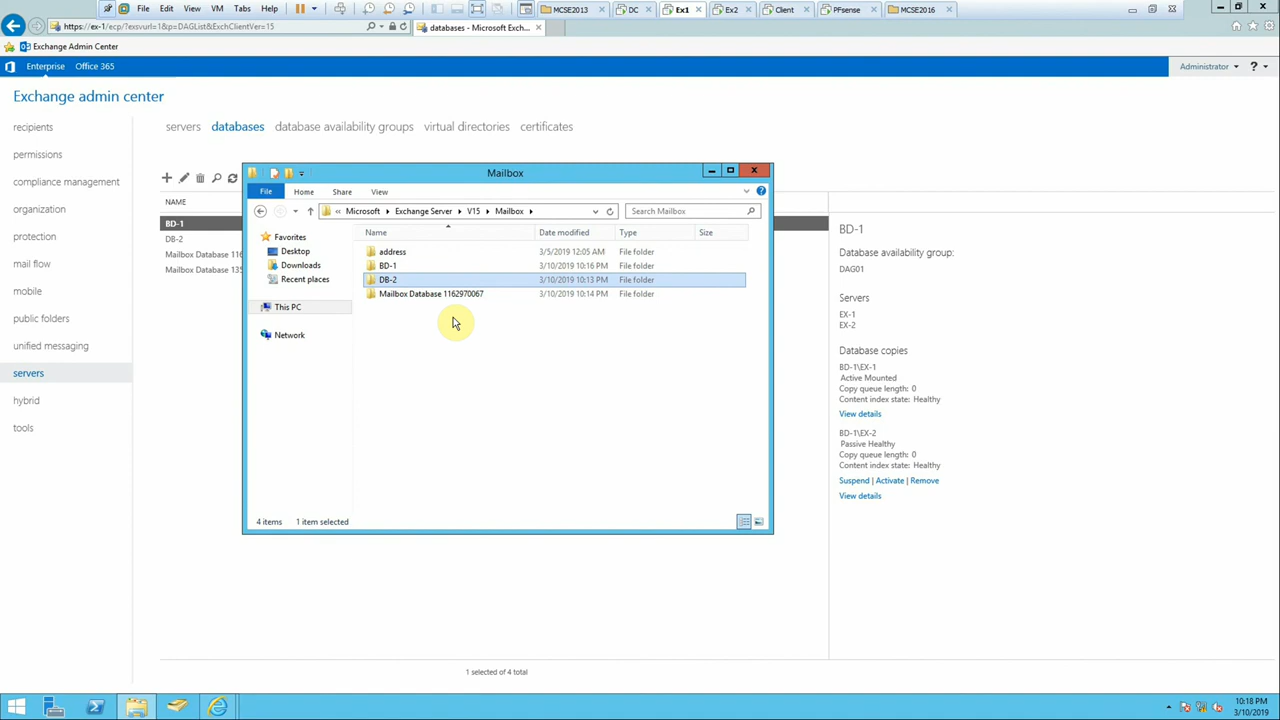 File Edit View VM Tabs Help MCSE2013 DC Ex1 Ex2 Client PFsense MCSE2016
https://ex-1/ecp/?exsvurl=1&p=DAGList&ExchClientVer=15
databases - Microsoft Exch...
Exchange Admin Center
Enterprise Office 365 Administrator ?
Exchange admin center
recipients
permissions
compliance management
organization
protection
mail flow
mobile
public folders
unified messaging
servers
hybrid
tools
servers databases database availability groups virtual directories certificates
NAME
BD-1
DB-2
Mailbox Database 116
Mailbox Database 135
Mailbox
File Home Share View
« Microsoft Exchange Server V15 Mailbox
Search Mailbox
Favorites
Desktop
Downloads
Recent places
This PC
Network
Name Date modified Type Size
address 3/5/2019 12:05 AM File folder
BD-1 3/10/2019 10:16 PM File folder
DB-2 3/10/2019 10:13 PM File folder
Mailbox Database 1162970067 3/10/2019 10:14 PM File folder
4 items 1 item selected
BD-1
Database availability group:
DAG01
Servers
EX-1
EX-2
Database copies
BD-1\EX-1
Active Mounted
Copy queue length: 0
Content index state: Healthy
View details
BD-1\EX-2
Passive Healthy
Copy queue length: 0
Content index state: Healthy
Suspend | Activate | Remove
View details
1 selected of 4 total
10:18 PM
3/10/2019